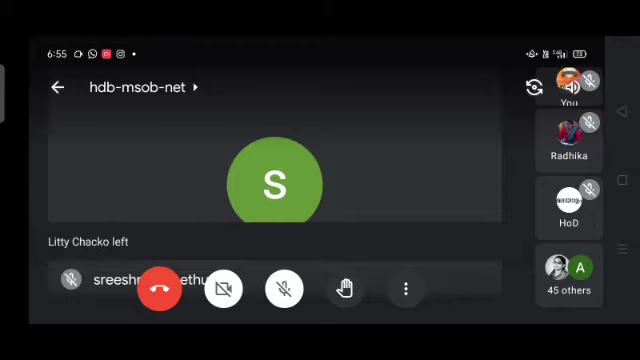 6:55
hdb-msob-net
You
S
Radhika
HoD
Litty Chacko left
A
45 others